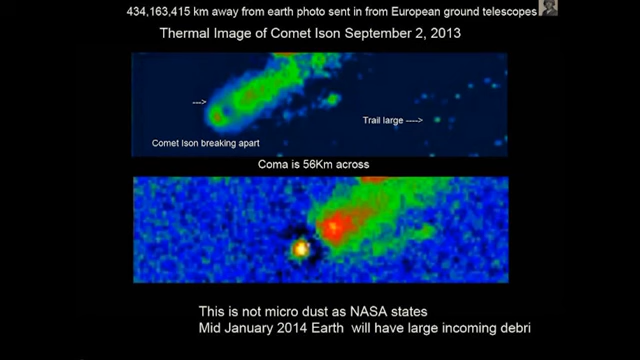 434,163,415 km away from earth photo sent in from European ground telescopes
Thermal Image of Comet Ison September 2, 2013
--->
Trail large ---->
Comet Ison breaking apart
Coma is 56Km across
This is not micro dust as NASA states
Mid January 2014 Earth will have large incoming debri